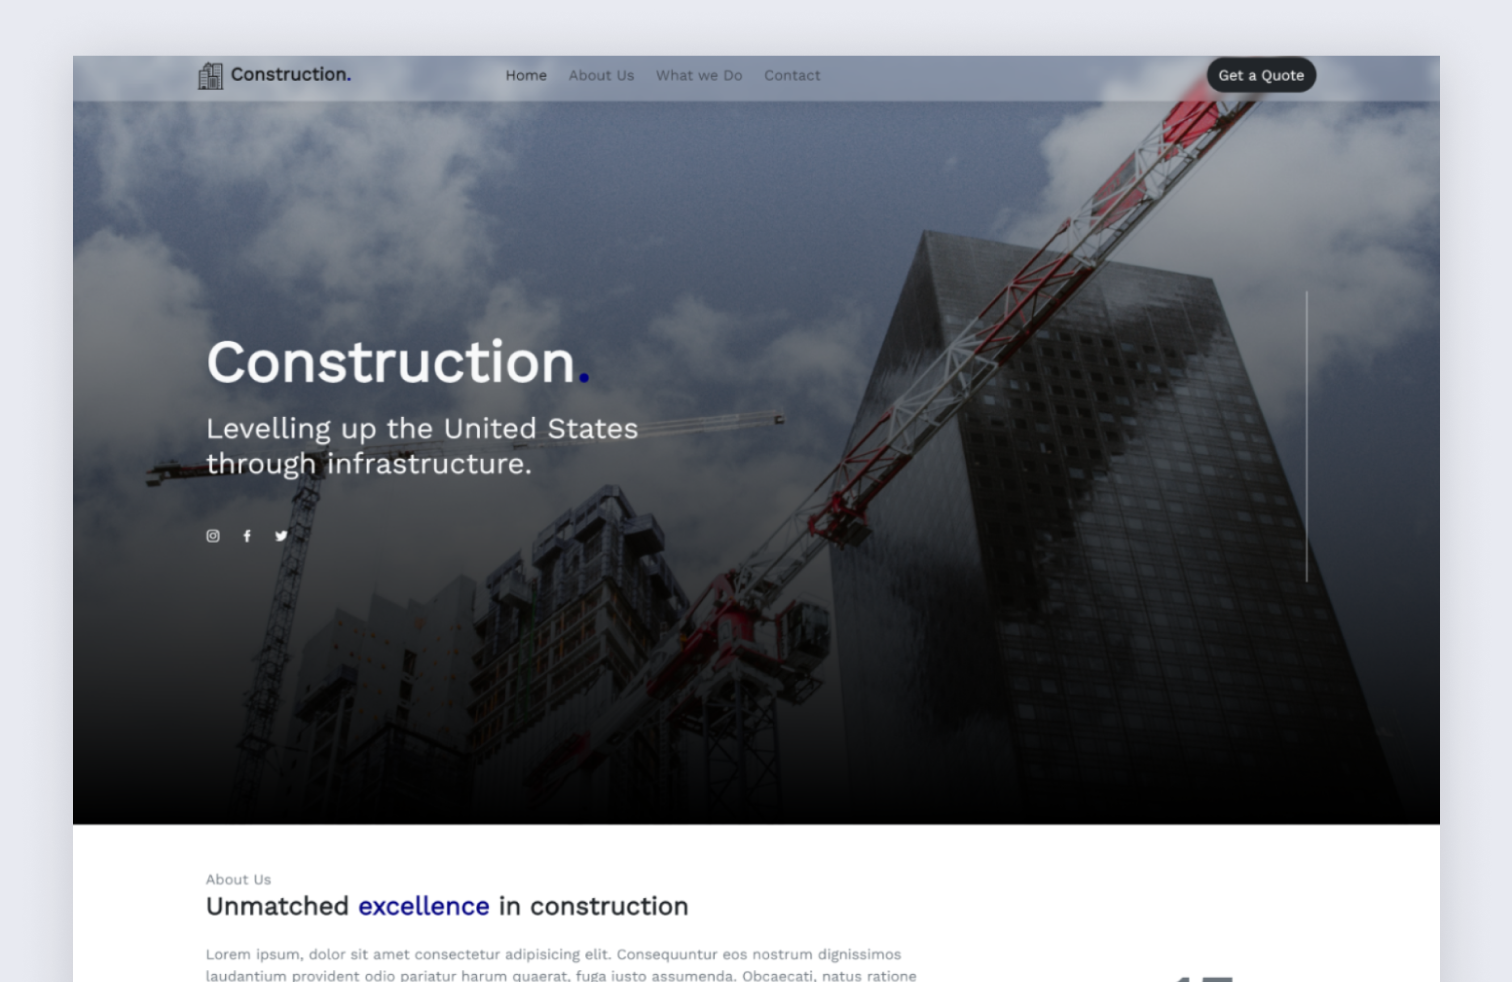 Construction.
Home About Us What we Do Contact
Get a Quote
Construction.
Levelling up the United States
through infrastructure.
About Us
Unmatched excellence in construction
Lorem ipsum, dolor sit amet consectetur adipisicing elit. Consequuntur eos nostrum dignissimos
laudantium provident odio pariatur harum quaerat, fuga iusto assumenda. Obcaecati, natus ratione